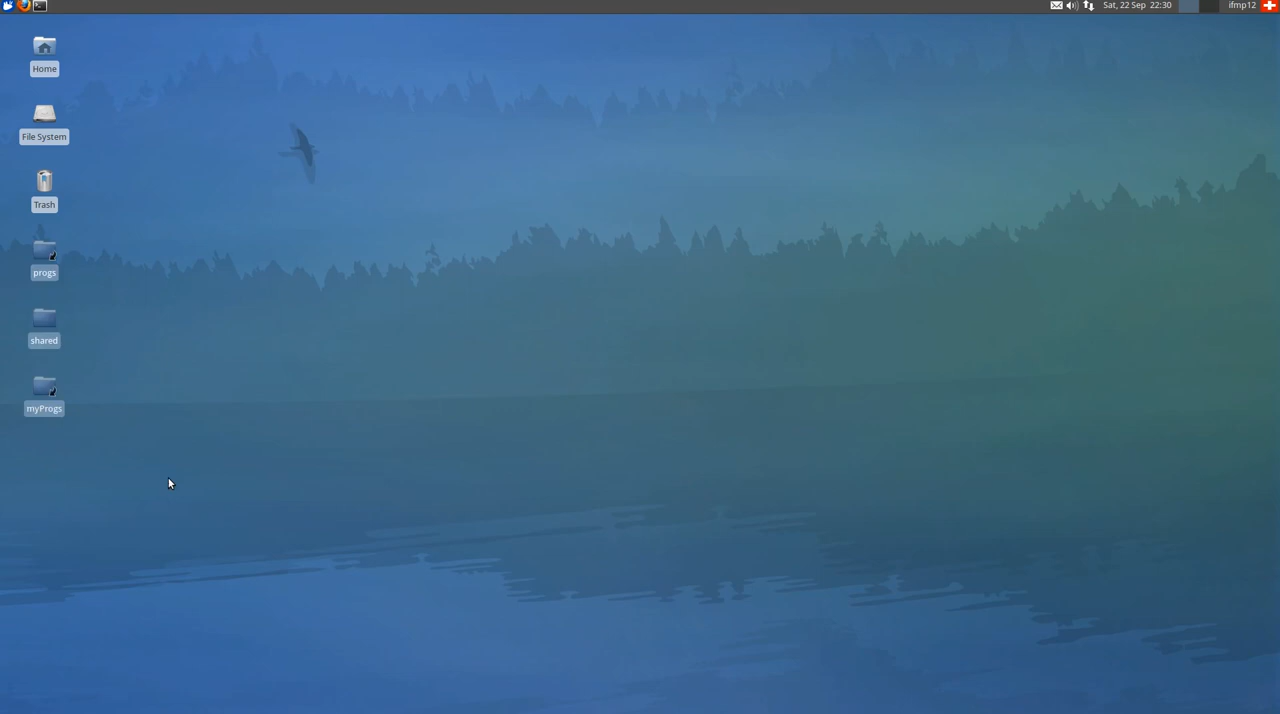 Sat, 22 Sep 22:30
ifmp12
Home
File System
Trash
progs
shared
myProgs